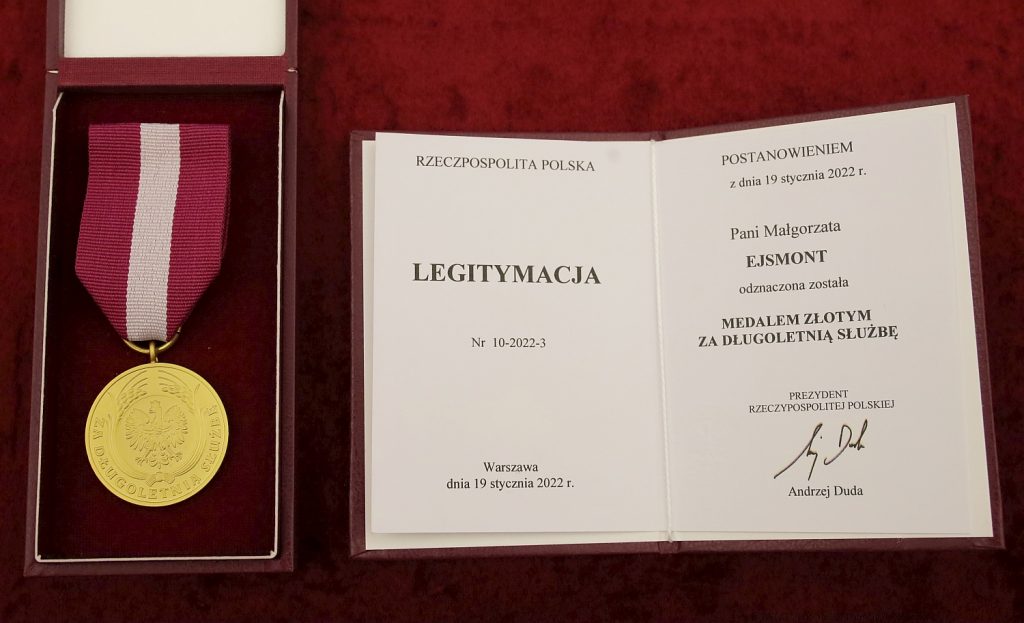 ZA DŁUGOLETNIĄ SŁUŻBĘ
RZECZPOSPOLITA POLSKA
LEGITYMACJA
Nr 10-2022-3
Warszawa
dnia 19 stycznia 2022 r.
POSTANOWIENIEM
z dnia 19 stycznia 2022 r.
Pani Małgorzata
EJSMONT
odznaczona została
MEDALEM ZŁOTYM
ZA DŁUGOLETNIĄ SŁUŻBĘ
PREZYDENT
RZECZYPOSPOLITEJ POLSKIEJ
Andrzej Duda